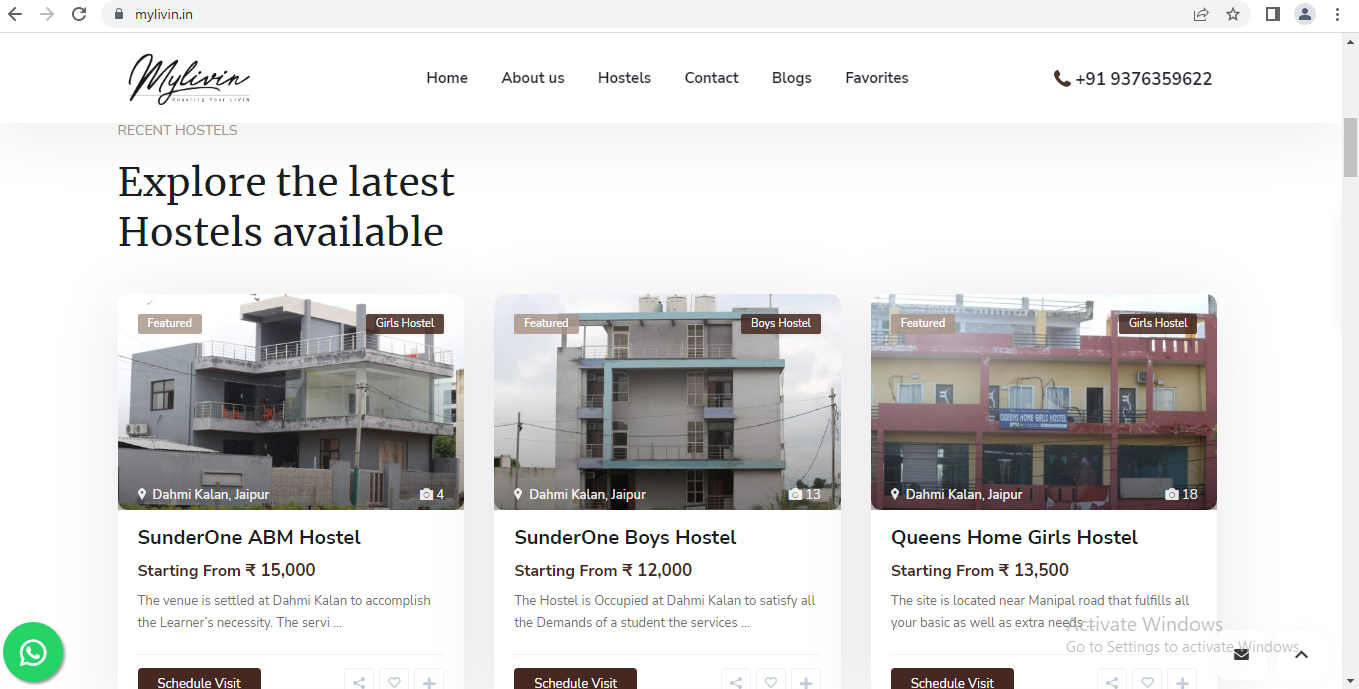 mylivin.in
Mylivin
Ensuring Your LIVIN
Home About us Hostels Contact Blogs Favorites
+91 9376359622
RECENT HOSTELS
Explore the latest
Hostels available
Featured
Girls Hostel
Dahmi Kalan, Jaipur
4
SunderOne ABM Hostel
Starting From ₹ 15,000
The venue is settled at Dahmi Kalan to accomplish
the Learner`s necessity. The servi ...
Schedule Visit
Featured
Boys Hostel
Dahmi Kalan, Jaipur
13
SunderOne Boys Hostel
Starting From ₹ 12,000
The Hostel is Occupied at Dahmi Kalan to satisfy all
the Demands of a student the services ...
Schedule Visit
Featured
Girls Hostel
QUEENS HOME GIRLS HOSTEL
Dahmi Kalan, Jaipur
18
Queens Home Girls Hostel
Starting From ₹ 13,500
The site is located near Manipal road that fulfills all
your basic as well as extra needs ...
Schedule Visit
Activate Windows
Go to Settings to activate Windows.